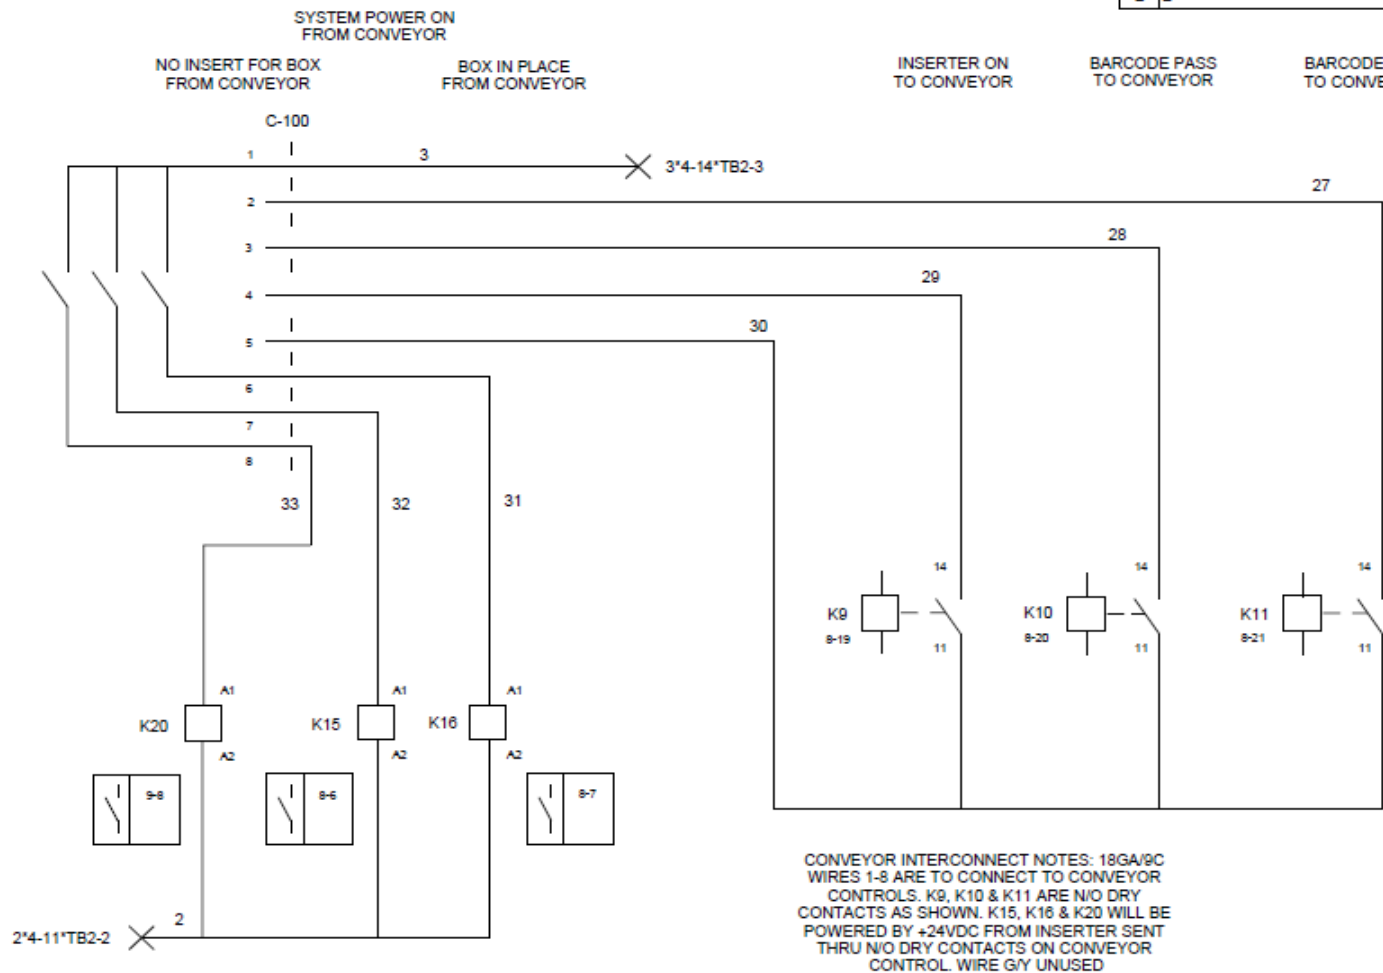 SYSTEM POWER ON
FROM CONVEYOR
NO INSERT FOR BOX
FROM CONVEYOR
BOX IN PLACE
FROM CONVEYOR
INSERTER ON
TO CONVEYOR
BARCODE PASS
TO CONVEYOR
BARCODE
TO CONVE
C-100
1
3
3*4-14*TB2-3
2
27
3
28
4
29
5
30
6
7
8
33
32
31
14
14
14
K9
8-19
11
K10
8-20
11
K11
8-21
11
A1
A1
A1
K20
K15
K16
A2
A2
A2
9-8
8-6
8-7
2
2*4-11*TB2-2
CONVEYOR INTERCONNECT NOTES: 18GA/9C
WIRES 1-8 ARE TO CONNECT TO CONVEYOR
CONTROLS. K9, K10 & K11 ARE N/O DRY
CONTACTS AS SHOWN. K15, K16 & K20 WILL BE
POWERED BY +24VDC FROM INSERTER SENT
THRU N/O DRY CONTACTS ON CONVEYOR
CONTROL. WIRE G/Y UNUSED